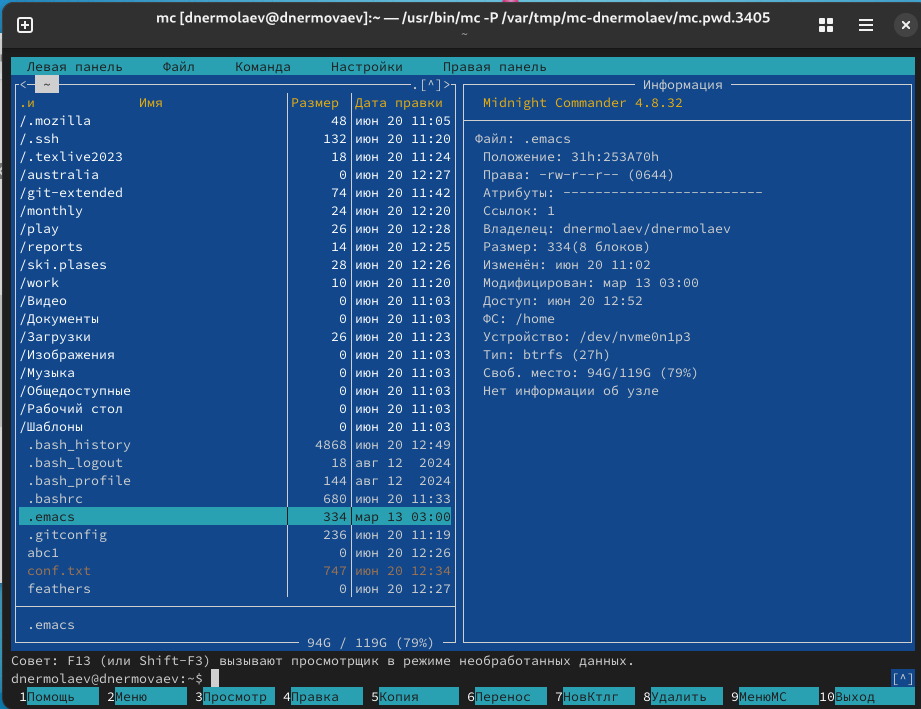 mc [dnermolaev@dnermovaev]:~ — /usr/bin/mc -P /var/tmp/mc-dnermolaev/mc.pwd.3405
~
Левая панель Файл Команда Настройки Правая панель
<— ~ .[^]>
.и Имя Размер Дата правки
/.mozilla 48 июн 20 11:05
/.ssh 132 июн 20 11:20
/.texlive2023 18 июн 20 11:24
/australia 0 июн 20 12:27
/git-extended 74 июн 20 11:42
/monthly 24 июн 20 12:20
/play 26 июн 20 12:28
/reports 14 июн 20 12:25
/ski.plases 28 июн 20 12:26
/work 10 июн 20 11:20
/Видео 0 июн 20 11:03
/Документы 0 июн 20 11:03
/Загрузки 26 июн 20 11:23
/Изображения 0 июн 20 11:03
/Музыка 0 июн 20 11:03
/Общедоступные 0 июн 20 11:03
/Рабочий стол 0 июн 20 11:03
/Шаблоны 0 июн 20 11:03
.bash_history 4868 июн 20 12:49
.bash_logout 18 авг 12 2024
.bash_profile 144 авг 12 2024
.bashrc 680 июн 20 11:33
.emacs 334 мар 13 03:00
.gitconfig 236 июн 20 11:19
abc1 0 июн 20 12:26
conf.txt 747 июн 20 12:34
feathers 0 июн 20 12:27
.emacs
94G / 119G (79%)
Информация
Midnight Commander 4.8.32
Файл: .emacs
Положение: 31h:253A70h
Права: -rw-r--r-- (0644)
Атрибуты: -------------------------
Ссылок: 1
Владелец: dnermolaev/dnermolaev
Размер: 334(8 блоков)
Изменён: июн 20 11:02
Модифицирован: мар 13 03:00
Доступ: июн 20 12:52
ФС: /home
Устройство: /dev/nvme0n1p3
Тип: btrfs (27h)
Своб. место: 94G/119G (79%)
Нет информации об узле
Совет: F13 (или Shift-F3) вызывают просмотрщик в режиме необработанных данных.
dnermolaev@dnermovaev:~$ [^]
1Помощь 2Меню 3Просмотр 4Правка 5Копия 6Перенос 7НовКтлг 8Удалить 9МенюMC 10Выход